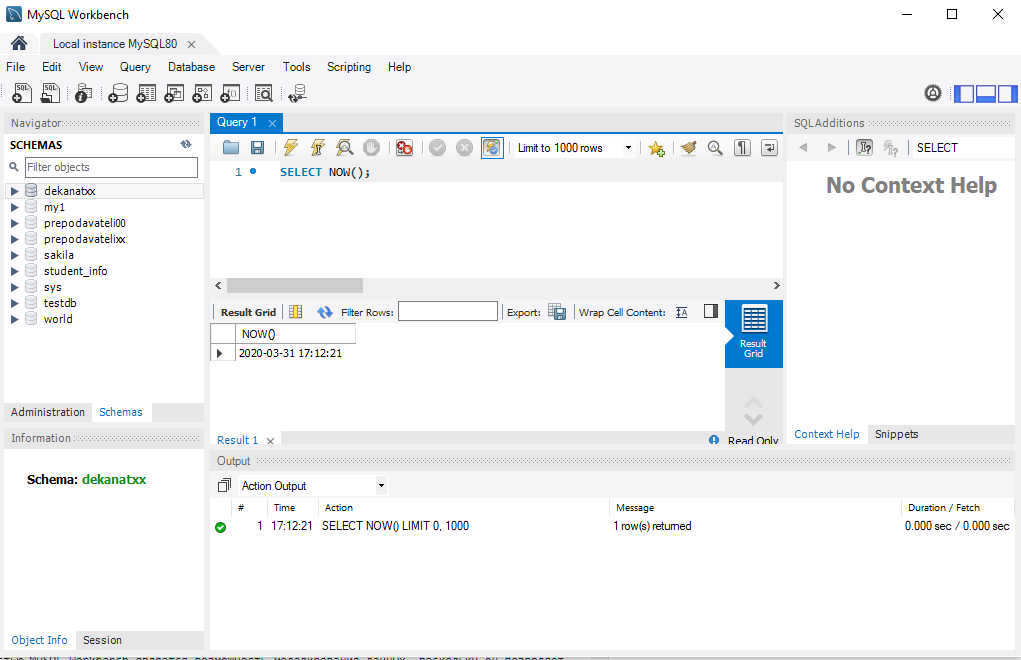 MySQL Workbench
Local instance MySQL80
File Edit View Query Database Server Tools Scripting Help
Navigator
SCHEMAS
Filter objects
dekanatxx
my1
prepodavateli00
prepodavatelixx
sakila
student_info
sys
testdb
world
Administration Schemas
Information
Schema: dekanatxx
Object Info Session
Query 1
Limit to 1000 rows
1 SELECT NOW();
Result Grid Filter Rows: Export: Wrap Cell Content:
NOW()
2020-03-31 17:12:21
Result Grid
Result 1 Read Only
SQLAdditions
SELECT
No Context Help
Context Help Snippets
Output
Action Output
# Time Action Message Duration / Fetch
1 17:12:21 SELECT NOW() LIMIT 0, 1000 1 row(s) returned 0.000 sec / 0.000 sec